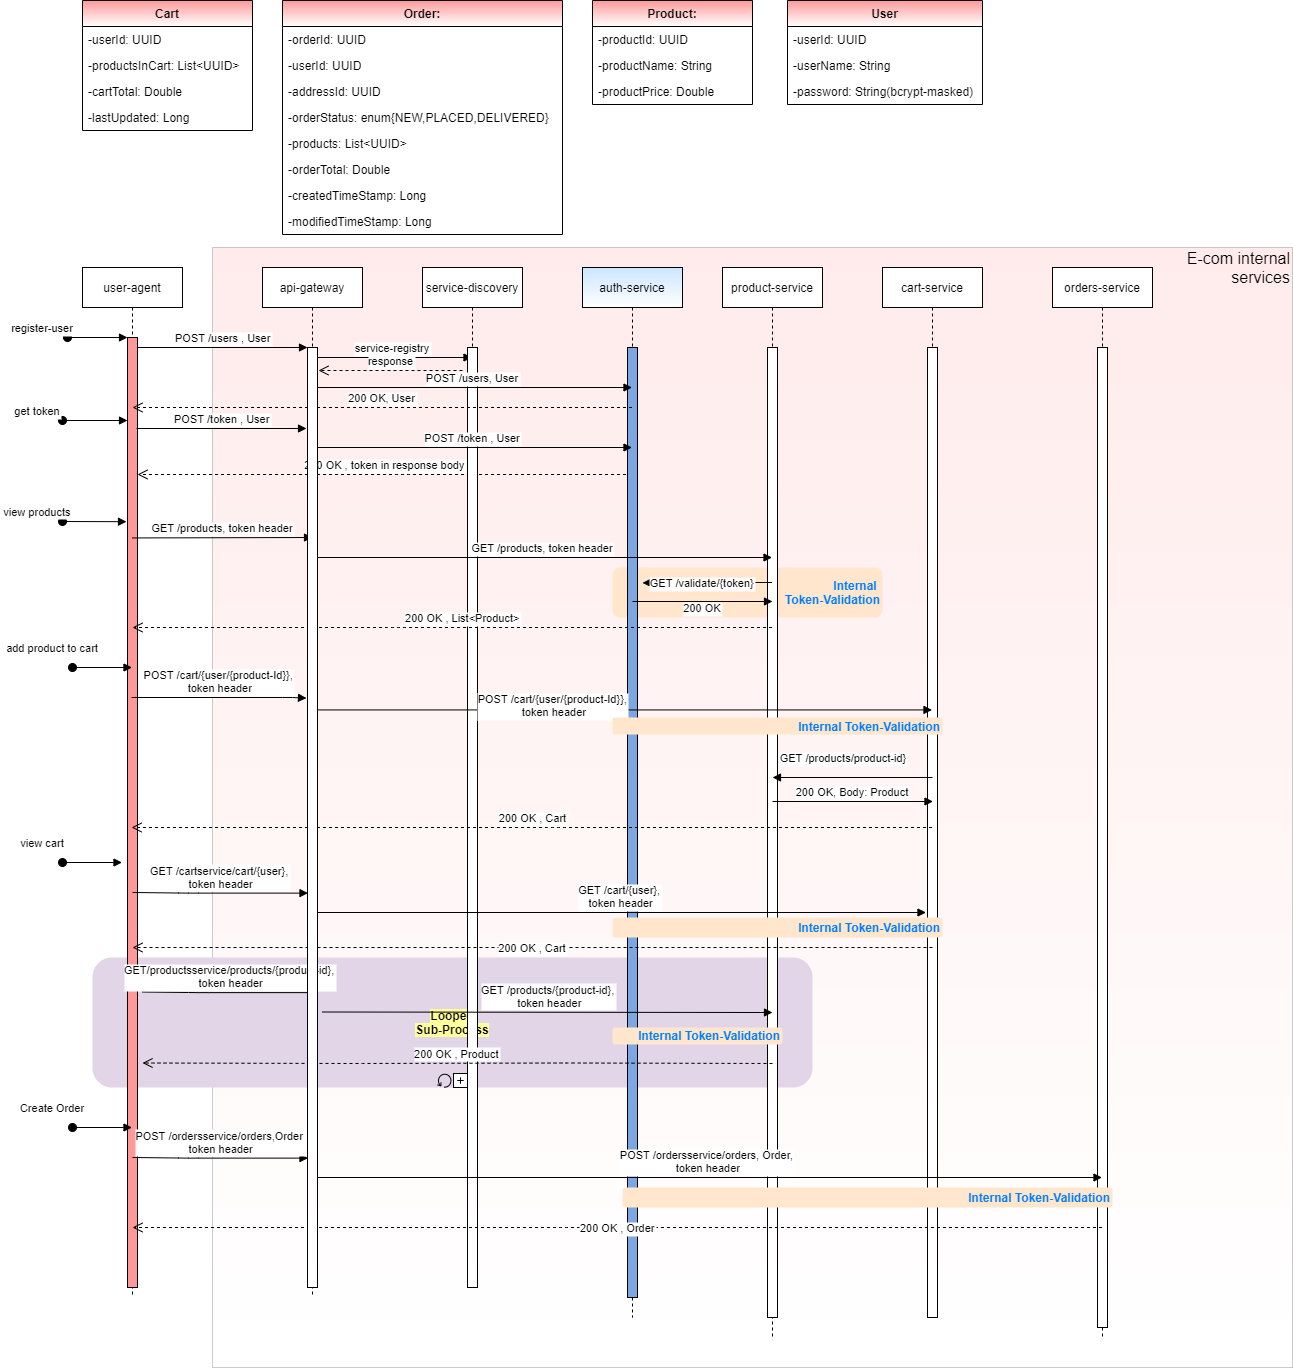 Cart
-userId: UUID
-productsInCart: List<UUID>
-cartTotal: Double
-lastUpdated: Long
Order:
-orderId: UUID
-userId: UUID
-addressId: UUID
-orderStatus: enum{NEW,PLACED,DELIVERED}
-products: List<UUID>
-orderTotal: Double
-createdTimeStamp: Long
-modifiedTimeStamp: Long
Product:
-productId: UUID
-productName: String
-productPrice: Double
User
-userId: UUID
-userName: String
-password: String(bcrypt-masked)
E-com internal
services
user-agent
api-gateway
service-discovery
auth-service
product-service
cart-service
orders-service
register-user
POST /users , User
service-registry
response
POST /users, User
200 OK, User
get token
POST /token , User
POST /token , User
0 OK , token in response body
view products
GET /products, token header
GET /products, token header
GET /validate/{token}
Internal
Token-Validation
200 OK
200 OK , List<Product>
add product to cart
POST /cart/{user/{product-Id}},
token header
POST /cart/{user/{product-Id}},
token header
Internal Token-Validation
GET /products/product-id}
200 OK, Body: Product
200 OK , Cart
view cart
GET /cartservice/cart/{user},
token header
GET /cart/{user},
token header
Internal Token-Validation
200 OK , Cart
GET/productsservice/products/{product-id},
token header
GET /products/{product-id},
token header
Looped
Sub-Process
Internal Token-Validation
200 OK , Product
+
Create Order
POST /ordersservice/orders,Order
token header
POST /ordersservice/orders, Order,
token header
Internal Token-Validation
200 OK , Order